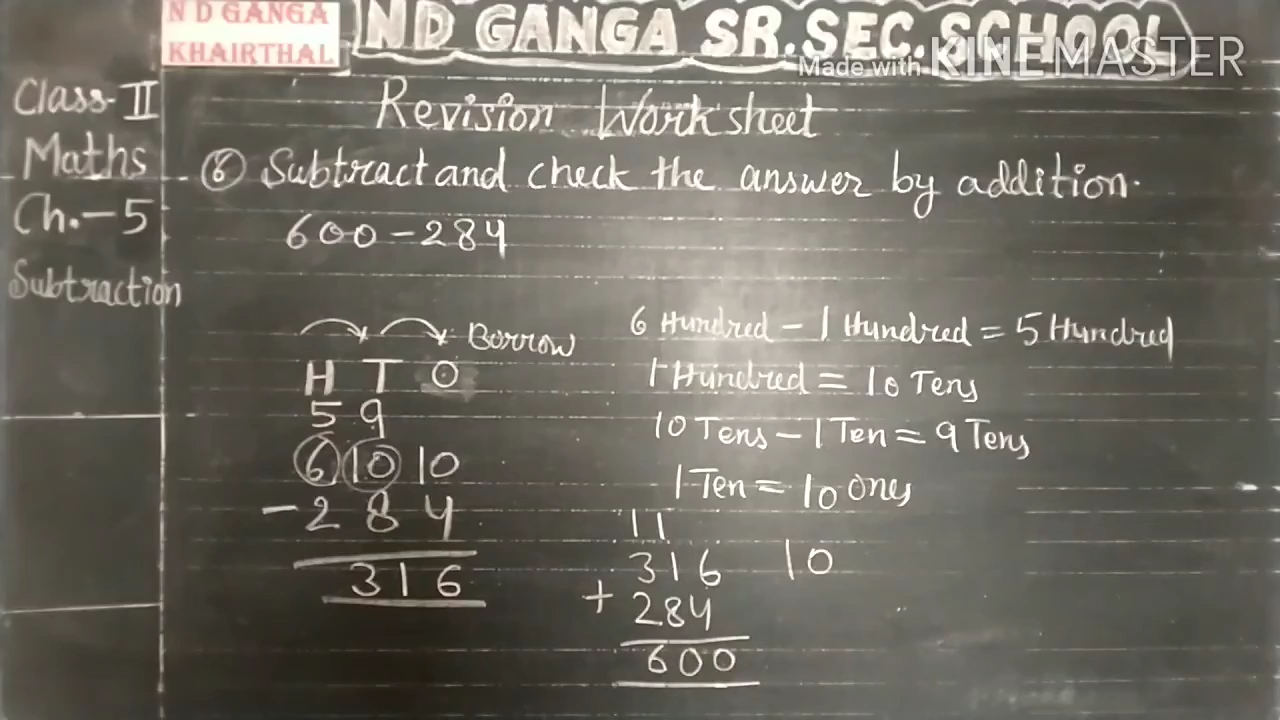 N D GANGA
KHAIRTHAL
ND GANGA SR.SEC.SCHOOL
Made with KINEMASTER
Class-II
Maths
Ch.-5
Subtraction
Revision Worksheet
⑧ Subtract and check the answer by addition.
600-284
Borrow
H T O
5 9
6 10 10
- 2 8 4
3 1 6
6 Hundred - 1 Hundred = 5 Hundred
1 Hundred = 10 Tens
10 Tens - 1 Ten = 9 Tens
1 Ten = 10 Ones
11
316 10
+ 284
600